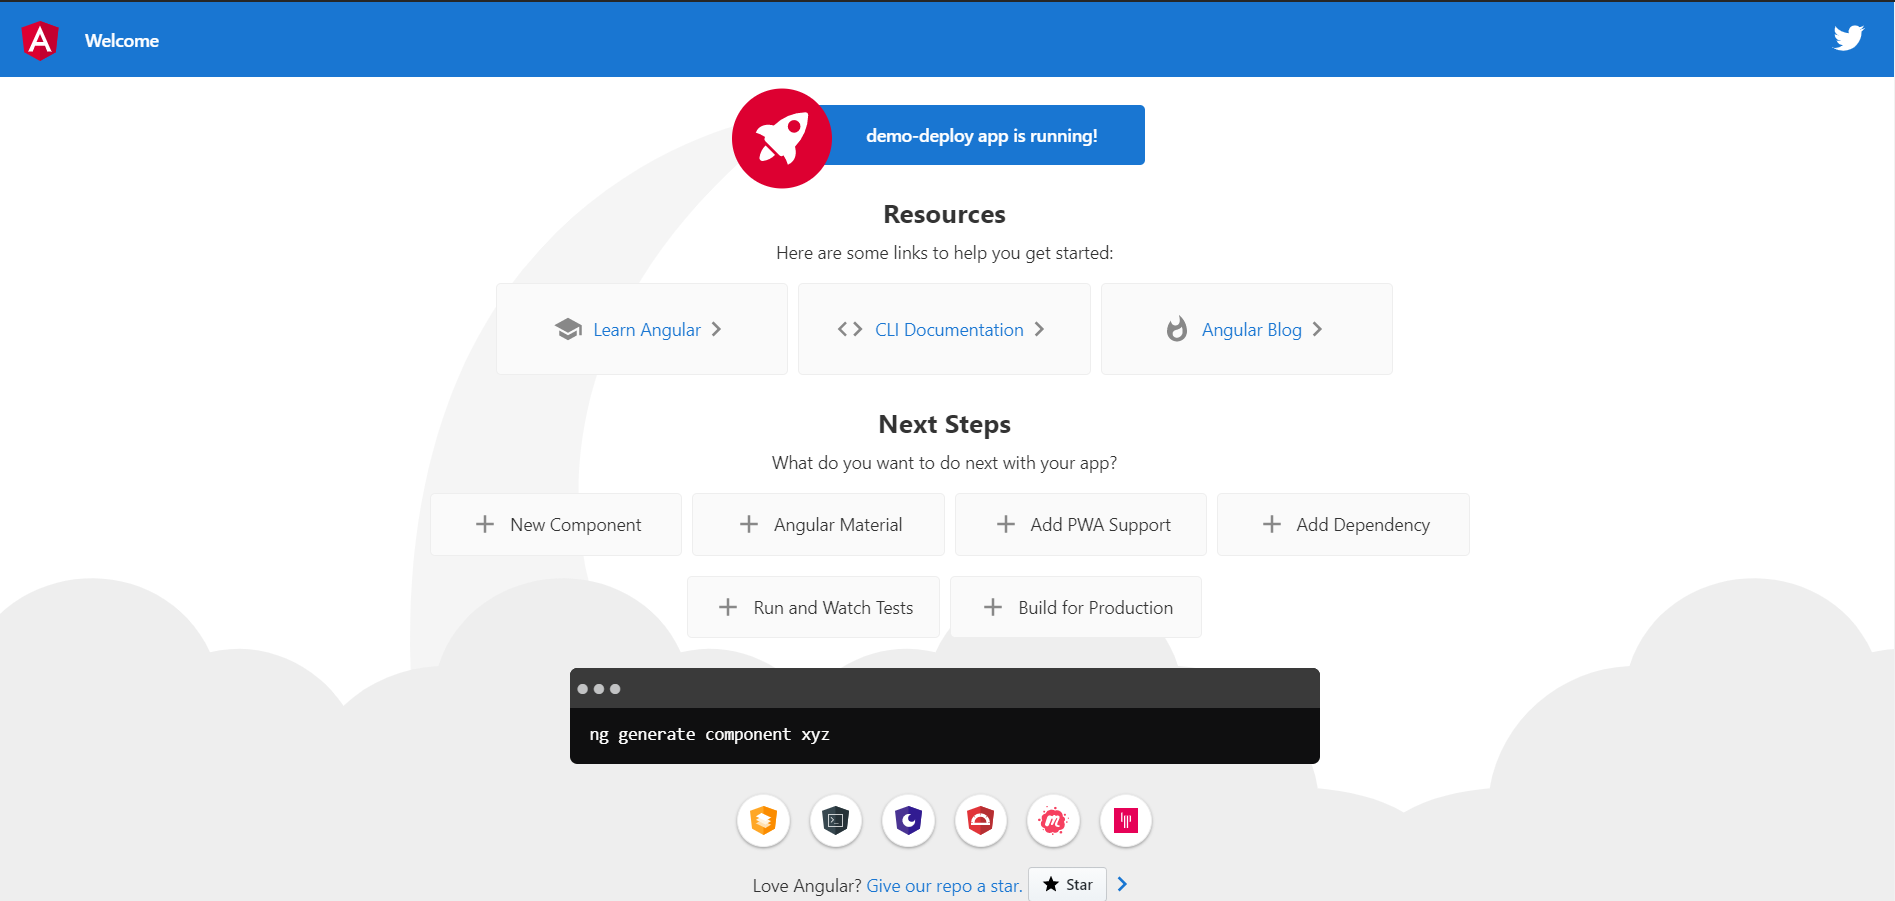 Welcome
demo-deploy app is running!
Resources
Here are some links to help you get started:
Learn Angular
CLI Documentation
Angular Blog
Next Steps
What do you want to do next with your app?
New Component
Angular Material
Add PWA Support
Add Dependency
Run and Watch Tests
Build for Production
ng generate component xyz
Love Angular? Give our repo a star. Star